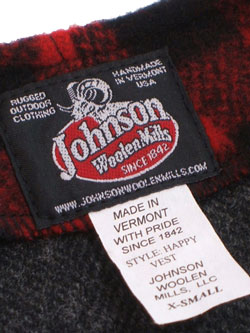 RUGGED
OUTDOOR
CLOTHING
HANDMADE
IN VERMONT
USA
Johnson
Woolen Mills
SINCE 1842
WWW.JOHNSONWOOLENMILLS.COM
MADE IN
VERMONT
WITH PRIDE
SINCE 1842
STYLE: HAPPY
VEST
JOHNSON
WOOLEN
MILLS, LLC
X-SMALL